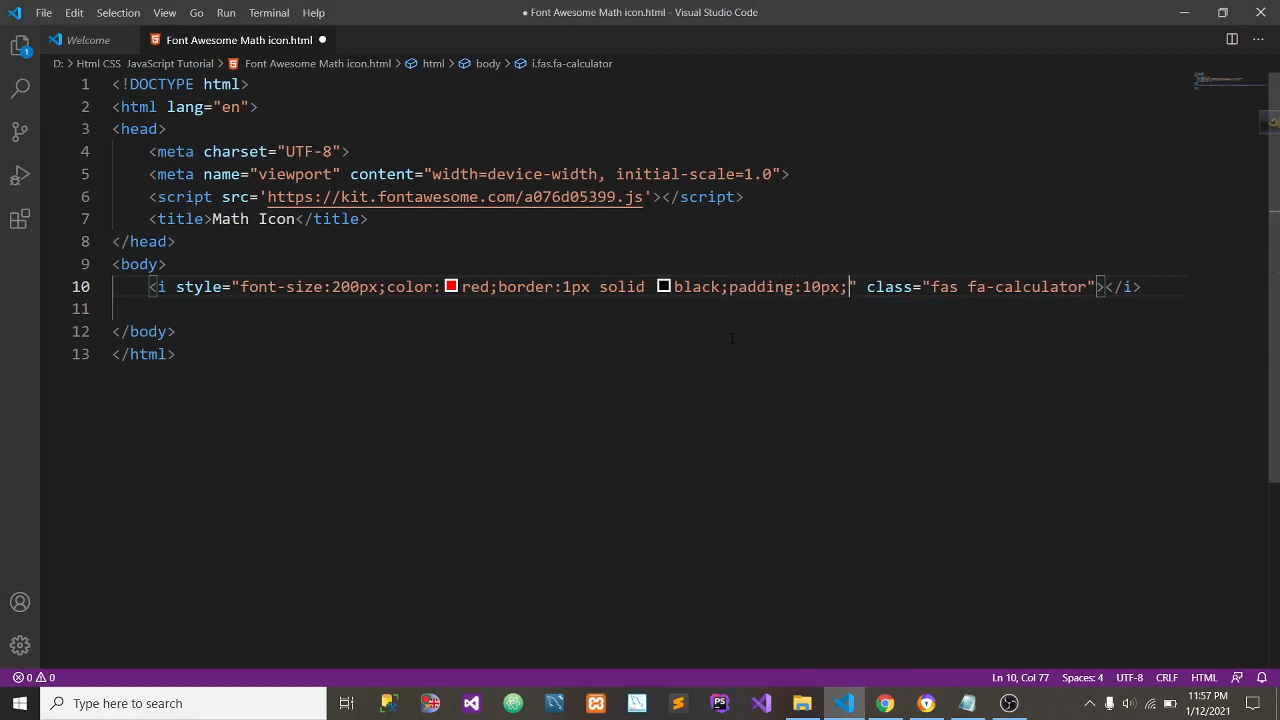 File Edit Selection View Go Run Terminal Help ● Font Awesome Math icon.html - Visual Studio Code
Welcome Font Awesome Math icon.html ●
D: > Html CSS JavaScript Tutorial > Font Awesome Math icon.html > html > body > i.fas.fa-calculator
1 <!DOCTYPE html>
2 <html lang="en">
3 <head>
4 <meta charset="UTF-8">
5 <meta name="viewport" content="width=device-width, initial-scale=1.0">
6 <script src='https://kit.fontawesome.com/a076d05399.js'></script>
7 <title>Math Icon</title>
8 </head>
9 <body>
10 <i style="font-size:200px;color:red;border:1px solid black;padding:10px;" class="fas fa-calculator"></i>
11
12 </body>
13 </html>
1
0 0 Ln 10, Col 77 Spaces: 4 UTF-8 CRLF HTML
Type here to search PS 11:57 PM
1/12/2021